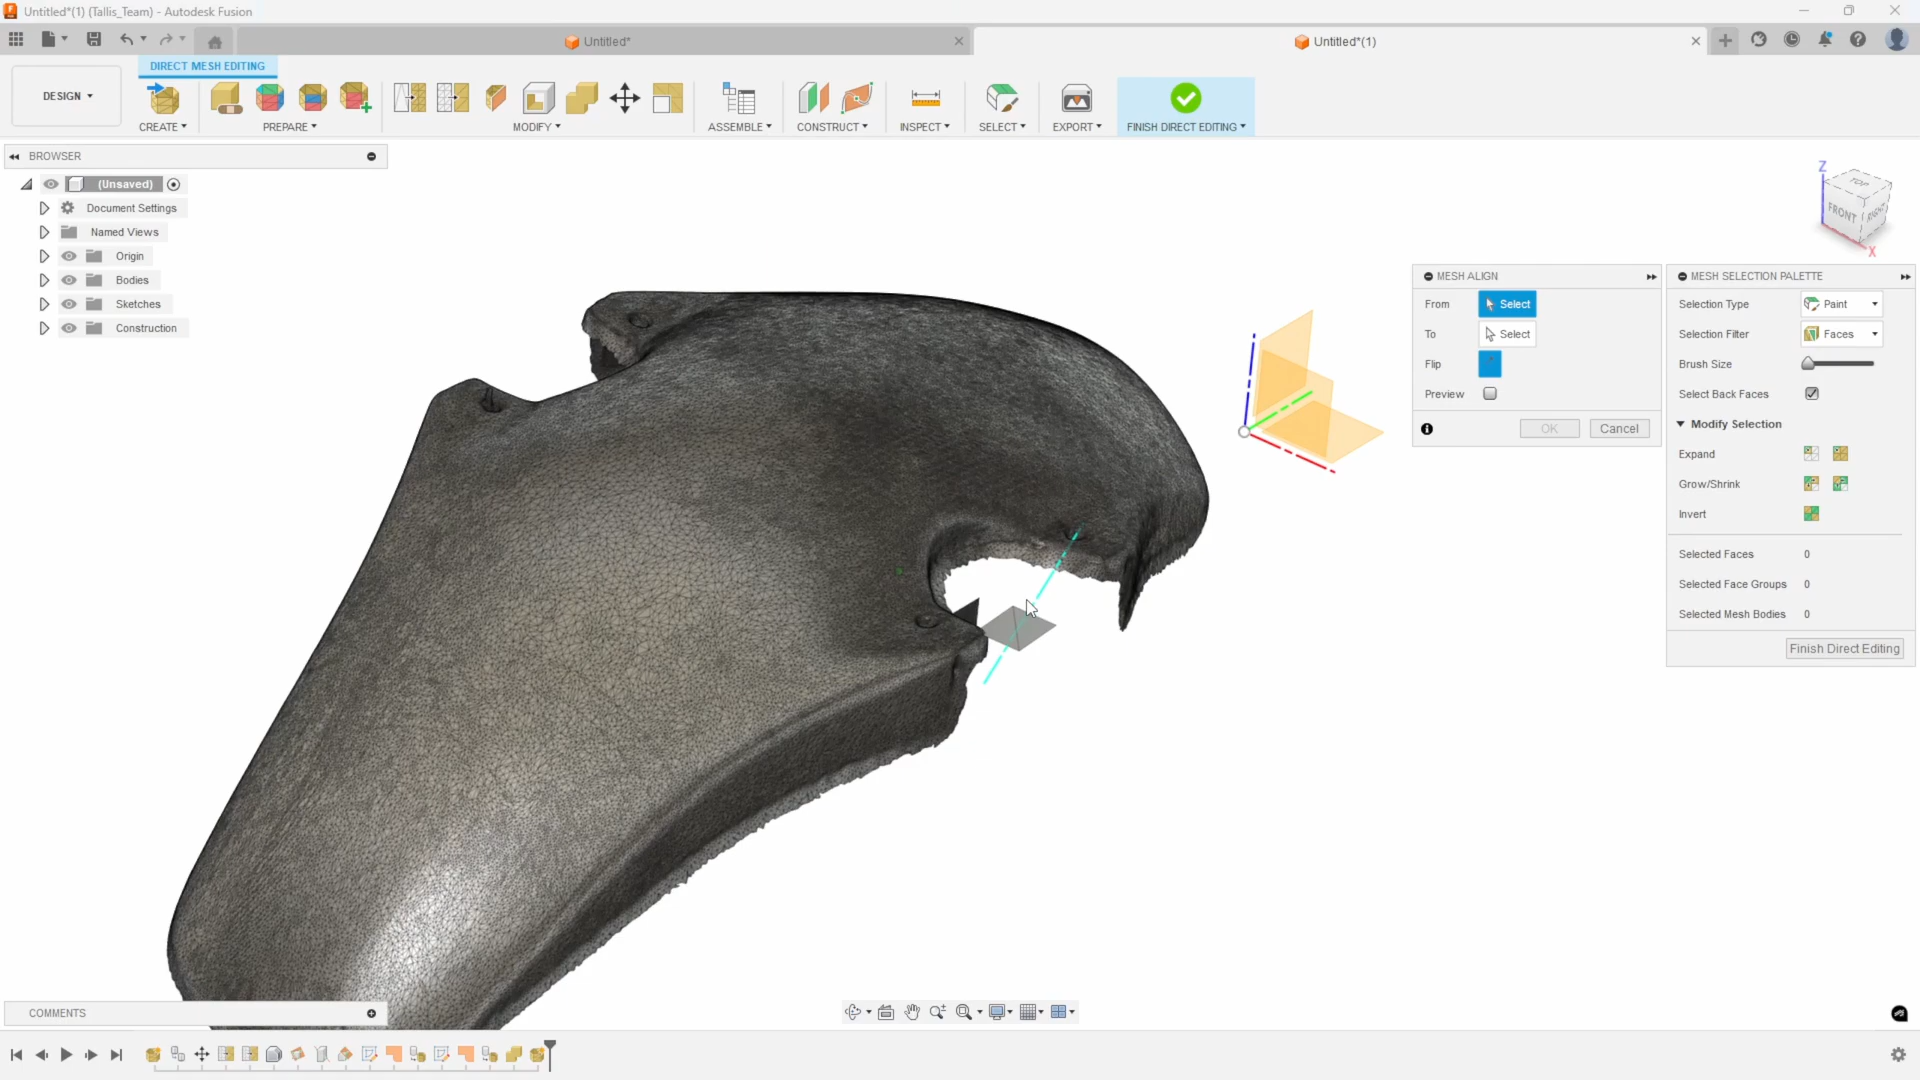 Untitled*(1) (Tallis_Team) - Autodesk Fusion
Untitled*
Untitled*(1)
DESIGN
DIRECT MESH EDITING
CREATE
PREPARE
MODIFY
ASSEMBLE
CONSTRUCT
INSPECT
SELECT
EXPORT
FINISH DIRECT EDITING
BROWSER
(Unsaved)
Document Settings
Named Views
Origin
Bodies
Sketches
Construction
Z
TOP
FRONT
RIGHT
X
MESH ALIGN
From
Select
To
Select
Flip
Preview
OK
Cancel
MESH SELECTION PALETTE
Selection Type
Paint
Selection Filter
Faces
Brush Size
Select Back Faces
Modify Selection
Expand
Grow/Shrink
Invert
Selected Faces
0
Selected Face Groups
0
Selected Mesh Bodies
0
Finish Direct Editing
COMMENTS